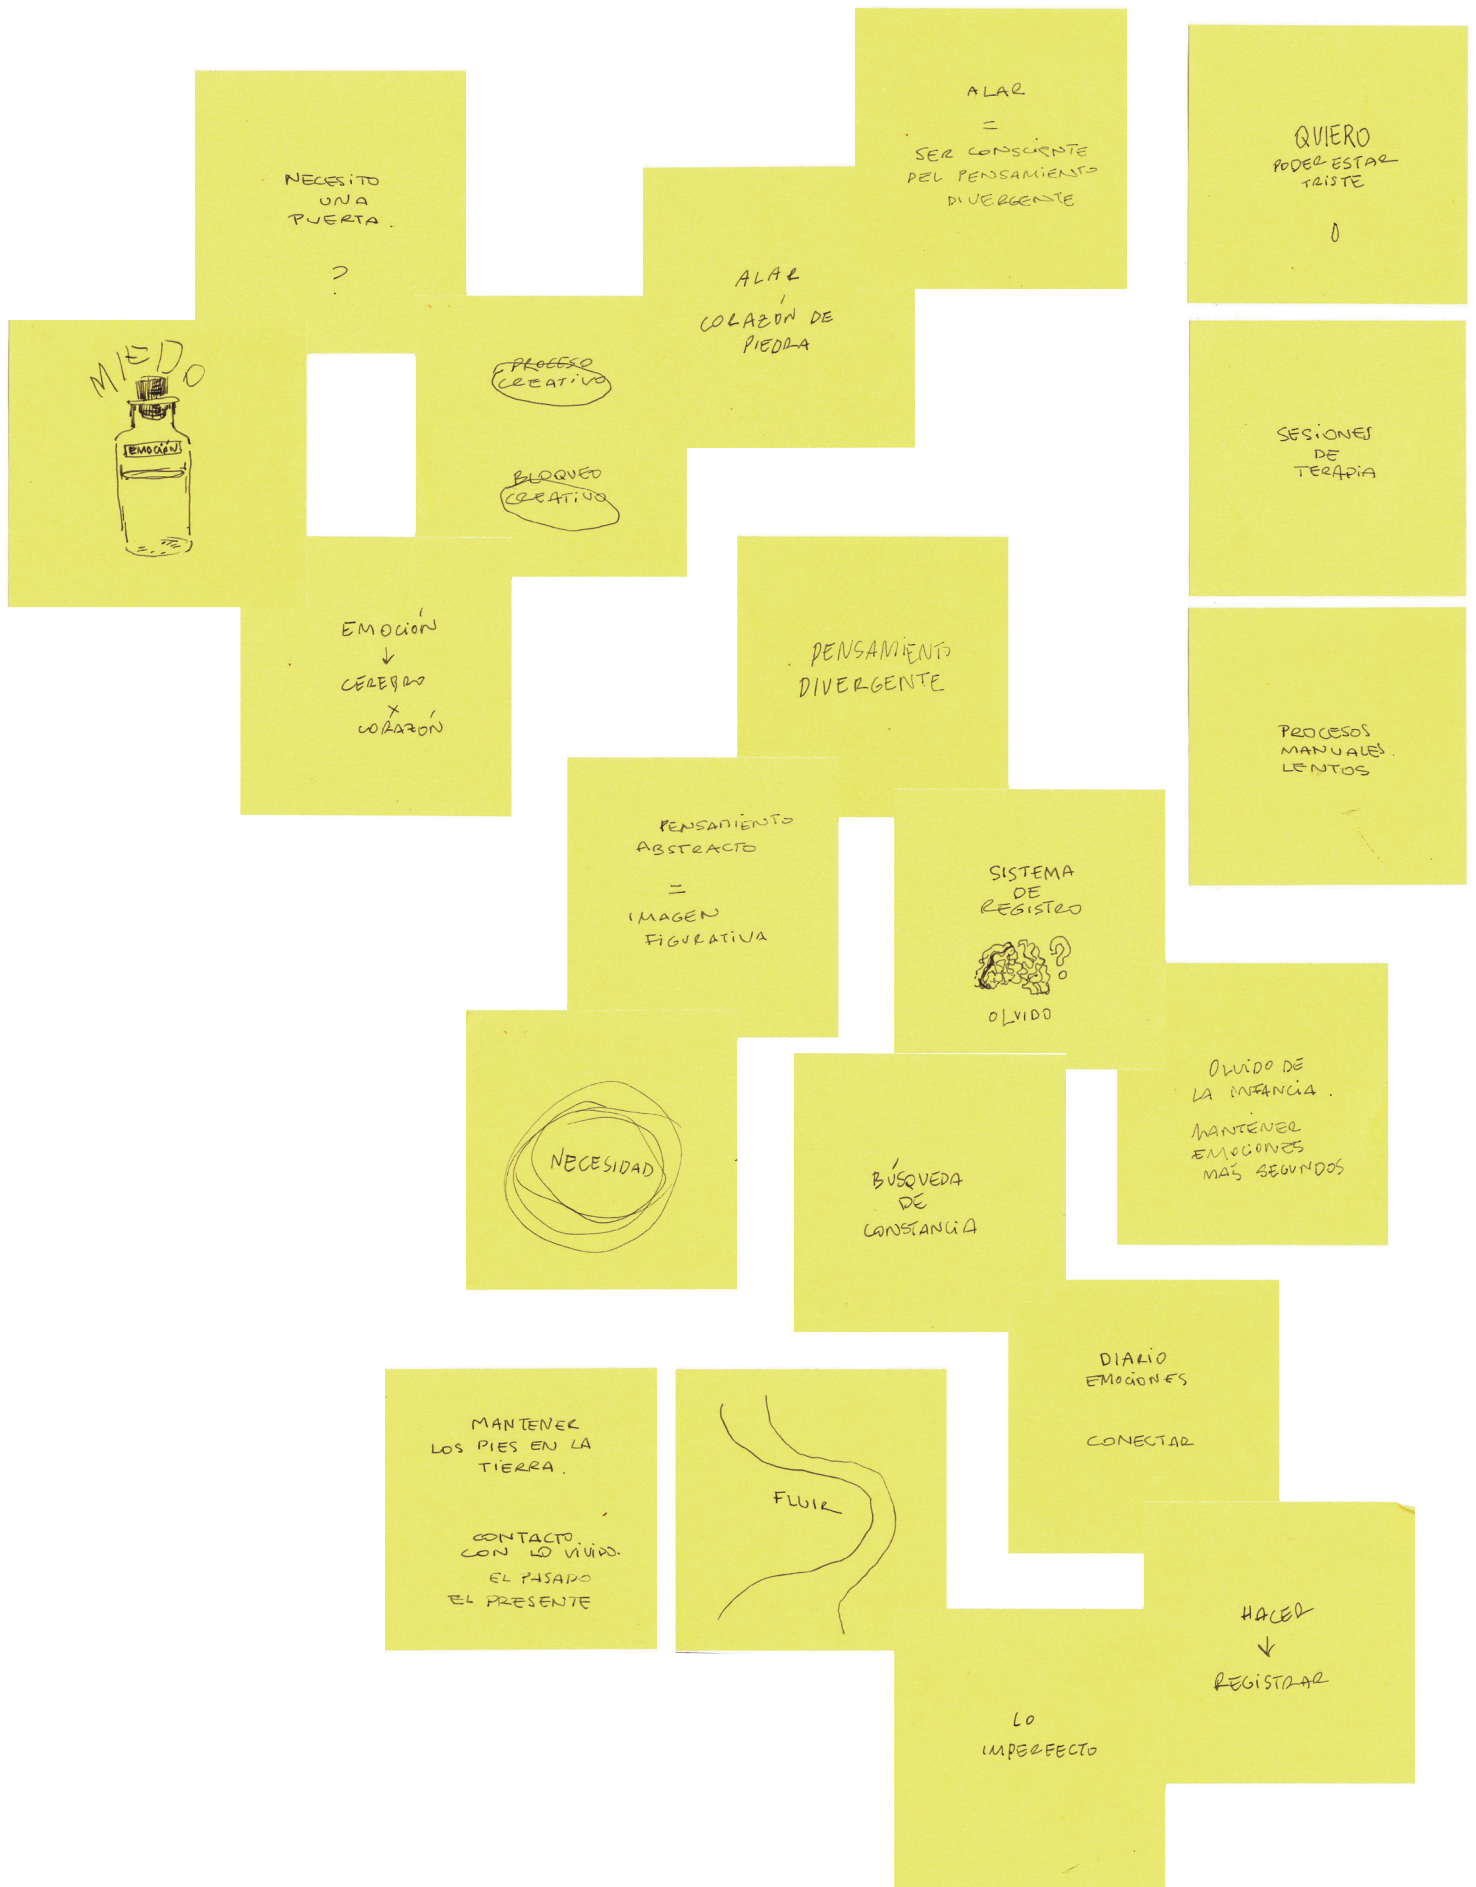 ALAR
=
SER CONSCIENTE
DEL PENSAMIENTO
DIVERGENTE
QUIERO
PODER ESTAR
TRISTE
NECESITO
UNA
PUERTA.
?
ALAR
CORAZÓN DE
PIEDRA
MIEDO
EMOCIÓN
PROCESO
CREATIVO
BLOQUEO
CREATIVO
SESIONES
DE
TERAPIA
EMOCIÓN
↓
CEREBRO
X
CORAZÓN
PENSAMIENTO
DIVERGENTE
PROCESOS
MANUALES.
LENTOS
PENSAMIENTO
ABSTRACTO
=
IMAGEN
FIGURATIVA
SISTEMA
DE
REGISTRO
?
OLVIDO
NECESIDAD
BÚSQUEDA
DE
CONSTANCIA
OLVIDO DE
LA INFANCIA.
MANTENER
EMOCIONES
MÁS SEGUNDOS
DIARIO
EMOCIONES
CONECTAR
MANTENER
LOS PIES EN LA
TIERRA.
CONTACTO
CON LO VIVIDO.
EL PASADO
EL PRESENTE
FLUIR
HACER
↓
REGISTRAR
LO
IMPERFECTO